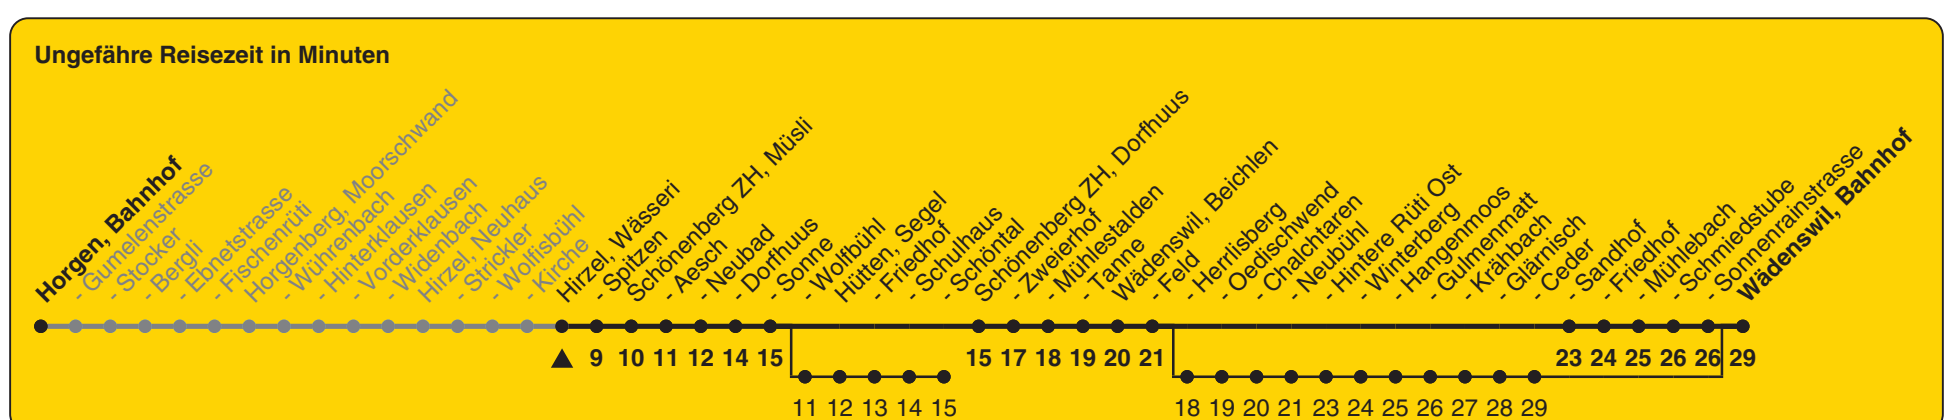 Ungefähre Reisezeit in Minuten
Horgen, Bahnhof
- Gumelenstrasse
- Stocker
- Bergli
- Ebnetstrasse
- Fischenrüti
Horgenberg, Moorschwand
- Wührenbach
- Hinterklausen
- Vorderklausen
- Widenbach
Hirzel, Neuhaus
- Strickler
- Wolfisbühl
- Kirche
Hirzel, Wässeri
- Spitzen
Schönenberg ZH, Müsli
- Aesch
- Neubad
- Dorfhuus
- Sonne
- Wolfbühl
Hütten, Segel
- Friedhof
- Schulhaus
- Schöntal
Schönenberg ZH, Dorfhuus
- Zweierhof
- Mühlestalden
- Tanne
Wädenswil, Beichlen
- Feld
- Herrlisberg
- Oedischwend
- Chalchtaren
- Neubühl
- Hintere Rüti Ost
- Winterberg
- Hangenmoos
- Gulmenmatt
- Krähbach
- Glärnisch
- Ceder
- Sandhof
- Friedhof
- Mühlebach
- Schmiedstube
- Sonnenrainstrasse
Wädenswil, Bahnhof
9 10 11 12 14 15 15 17 18 19 20 21 23 24 25 26 26 29
11 12 13 14 15 18 19 20 21 23 24 25 26 27 28 29